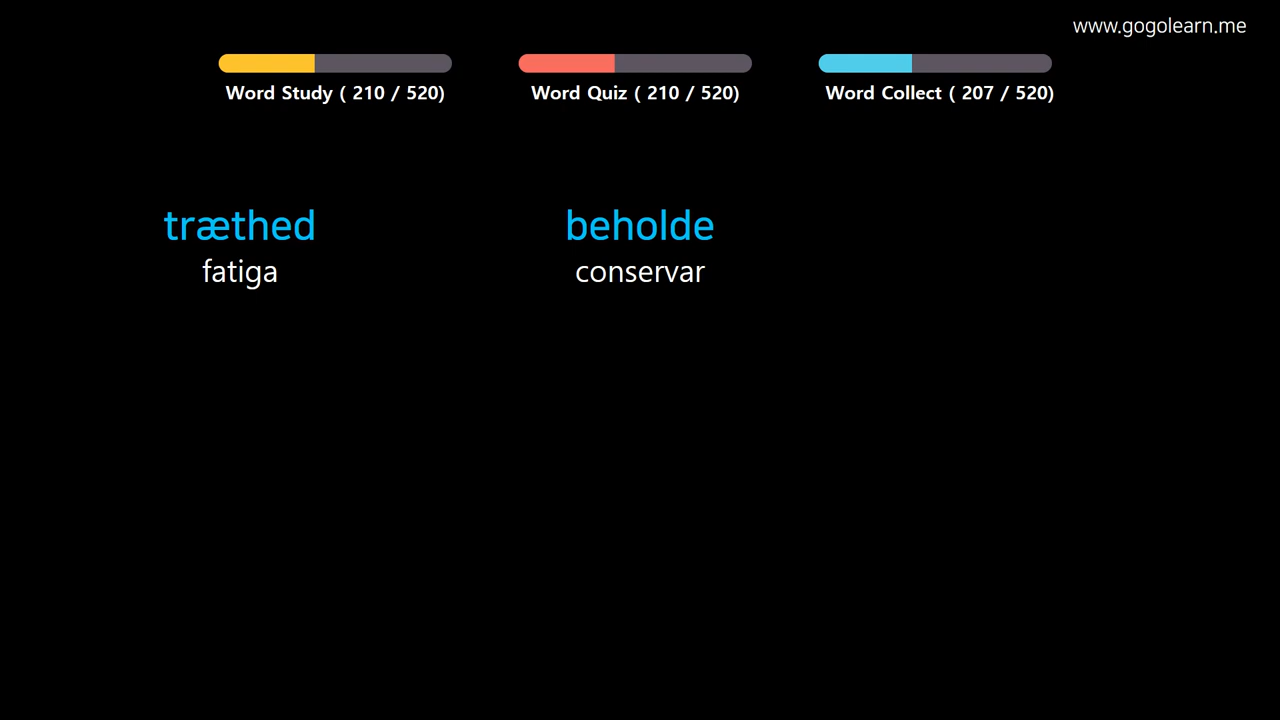 www.gogolearn.me
Word Study ( 210 / 520)
Word Quiz ( 210 / 520)
Word Collect ( 207 / 520)
træthed
fatiga
beholde
conservar